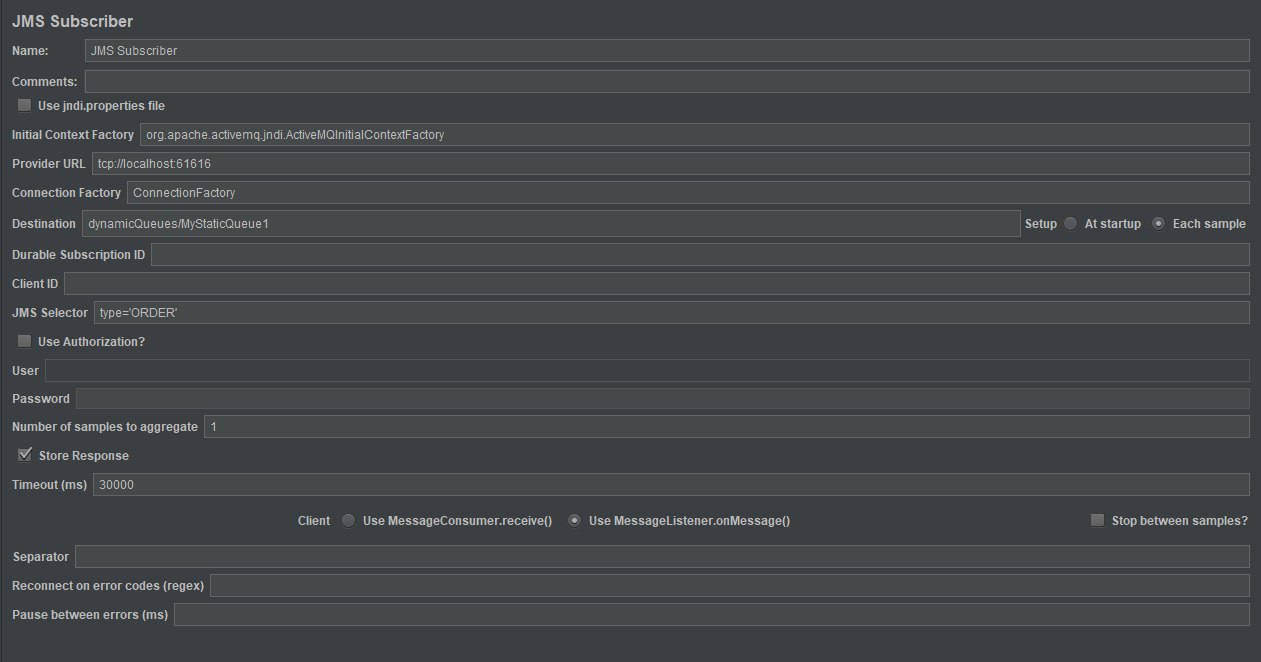 JMS Subscriber
Name: JMS Subscriber
Comments:
Use jndi.properties file
Initial Context Factory org.apache.activemq.jndi.ActiveMQInitialContextFactory
Provider URL tcp://localhost:61616
Connection Factory ConnectionFactory
Destination dynamicQueues/MyStaticQueue1 Setup At startup Each sample
Durable Subscription ID
Client ID
JMS Selector type='ORDER'
Use Authorization?
User
Password
Number of samples to aggregate 1
Store Response
Timeout (ms) 30000
Client Use MessageConsumer.receive() Use MessageListener.onMessage() Stop between samples?
Separator
Reconnect on error codes (regex)
Pause between errors (ms)